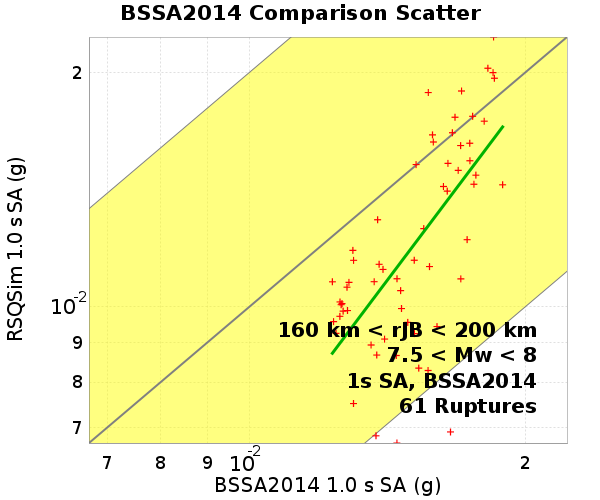 BSSA2014 Comparison Scatter
RSQSim 1.0 s SA (g)
2
10⁻²
9
8
7
160 km < rJB < 200 km
7.5 < Mw < 8
1s SA, BSSA2014
61 Ruptures
7 8 9 10⁻² 2
BSSA2014 1.0 s SA (g)